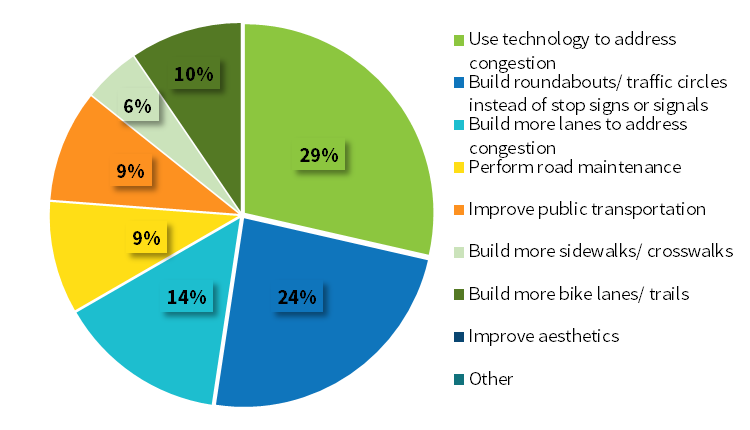 10%
6%
29%
9%
9%
14%
24%
Use technology to address
congestion
Build roundabouts/ traffic circles
instead of stop signs or signals
Build more lanes to address
congestion
Perform road maintenance
Improve public transportation
Build more sidewalks/ crosswalks
Build more bike lanes/ trails
Improve aesthetics
Other